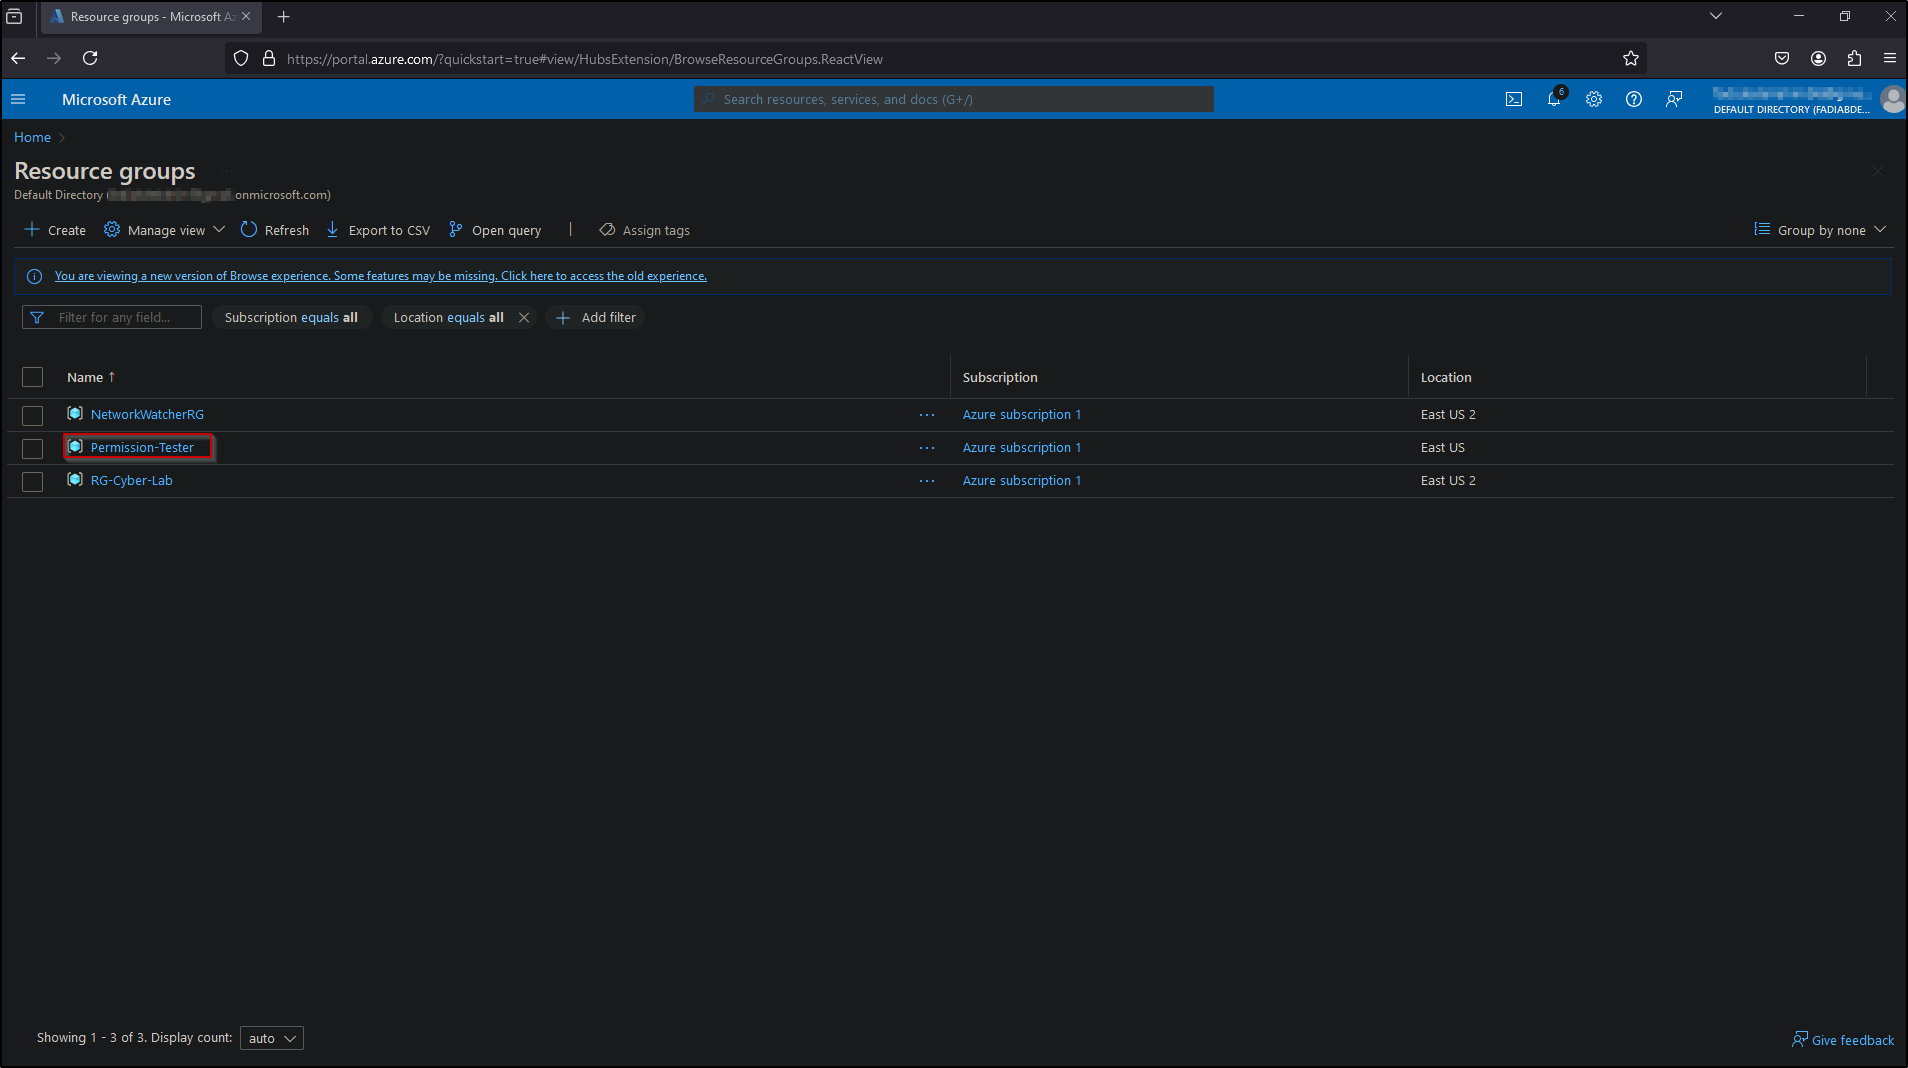 Resource groups - Microsoft Az
https://portal.azure.com/?quickstart=true#view/HubsExtension/BrowseResourceGroups.ReactView
Microsoft Azure
Search resources, services, and docs (G+/)
6
DEFAULT DIRECTORY (FADIABDE...
Home
Resource groups ...
Default Directory ( .onmicrosoft.com)
Create Manage view Refresh Export to CSV Open query | Assign tags Group by none
You are viewing a new version of Browse experience. Some features may be missing. Click here to access the old experience.
Filter for any field... Subscription equals all Location equals all Add filter
Name ↑ Subscription Location
NetworkWatcherRG ... Azure subscription 1 East US 2
Permission-Tester ... Azure subscription 1 East US
RG-Cyber-Lab ... Azure subscription 1 East US 2
Showing 1 - 3 of 3. Display count: auto
Give feedback